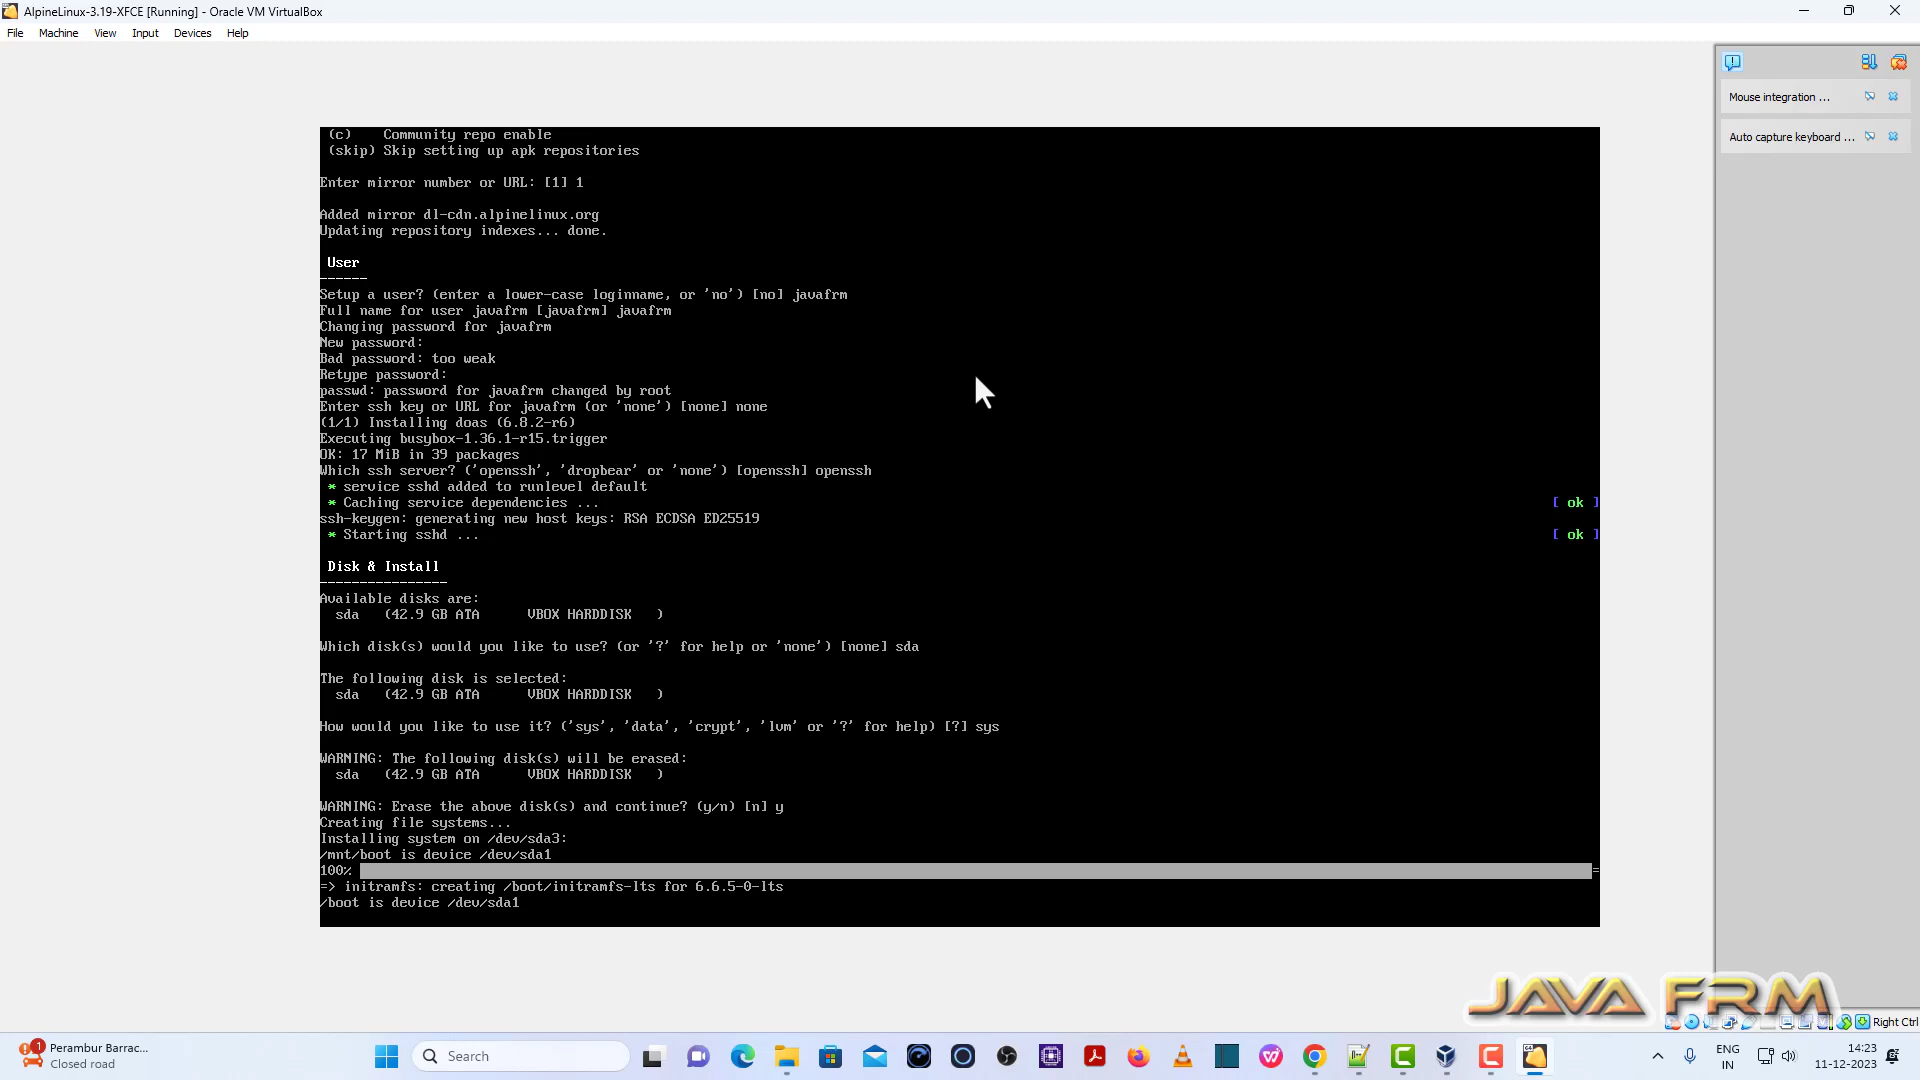 AlpineLinux-3.19-XFCE [Running] - Oracle VM VirtualBox
File Machine View Input Devices Help
Mouse integration ...
Auto capture keyboard ...
(c) Community repo enable
(skip) Skip setting up apk repositories
Enter mirror number or URL: [1] 1
Added mirror dl-cdn.alpinelinux.org
Updating repository indexes... done.
User
------
Setup a user? (enter a lower-case loginname, or 'no') [no] javafrm
Full name for user javafrm [javafrm] javafrm
Changing password for javafrm
New password:
Bad password: too weak
Retype password:
passwd: password for javafrm changed by root
Enter ssh key or URL for javafrm (or 'none') [none] none
(1/1) Installing doas (6.8.2-r6)
Executing busybox-1.36.1-r15.trigger
OK: 17 MiB in 39 packages
Which ssh server? ('openssh', 'dropbear' or 'none') [openssh] openssh
* service sshd added to runlevel default
* Caching service dependencies ... [ ok ]
ssh-keygen: generating new host keys: RSA ECDSA ED25519
* Starting sshd ... [ ok ]
Disk & Install
----------------
Available disks are:
sda (42.9 GB ATA VBOX HARDDISK )
Which disk(s) would you like to use? (or '?' for help or 'none') [none] sda
The following disk is selected:
sda (42.9 GB ATA VBOX HARDDISK )
How would you like to use it? ('sys', 'data', 'crypt', 'lvm' or '?' for help) [?] sys
WARNING: The following disk(s) will be erased:
sda (42.9 GB ATA VBOX HARDDISK )
WARNING: Erase the above disk(s) and continue? (y/n) [n] y
Creating file systems...
Installing system on /dev/sda3:
/mnt/boot is device /dev/sda1
100% =
=> initramfs: creating /boot/initramfs-lts for 6.6.5-0-lts
/boot is device /dev/sda1
JAVA FRM
Right Ctrl
1
Perambur Barrac...
Closed road
Search
ENG
IN
14:23
11-12-2023